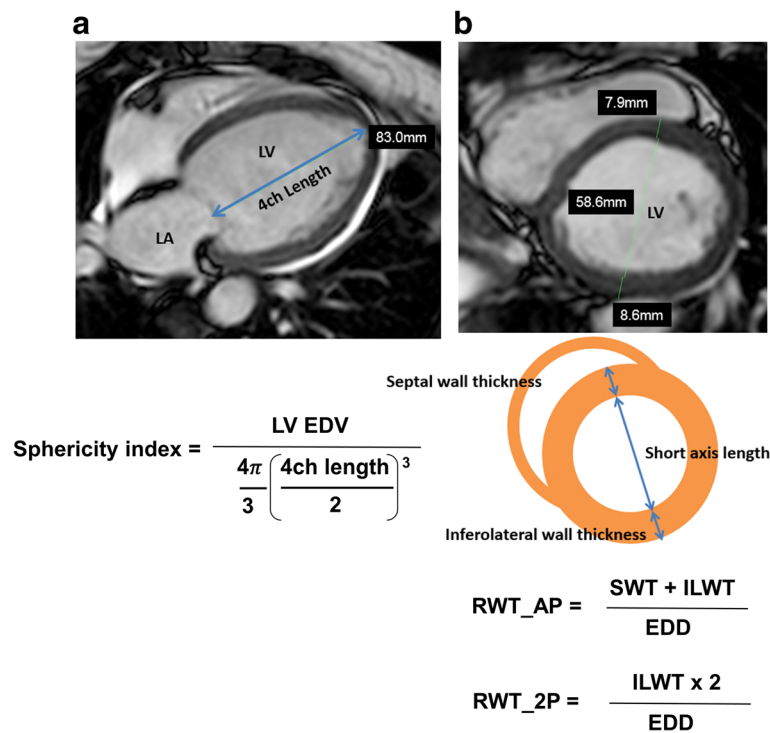 a
LV
4ch Length
83.0mm
LA
b
7.9mm
58.6mm
LV
8.6mm
Sphericity index = LV EDV
4π
3
4ch length
2
3
Septal wall thickness
Short axis length
Inferolateral wall thickness
RWT_AP = SWT + ILWT
EDD
RWT_2P = ILWT x 2
EDD